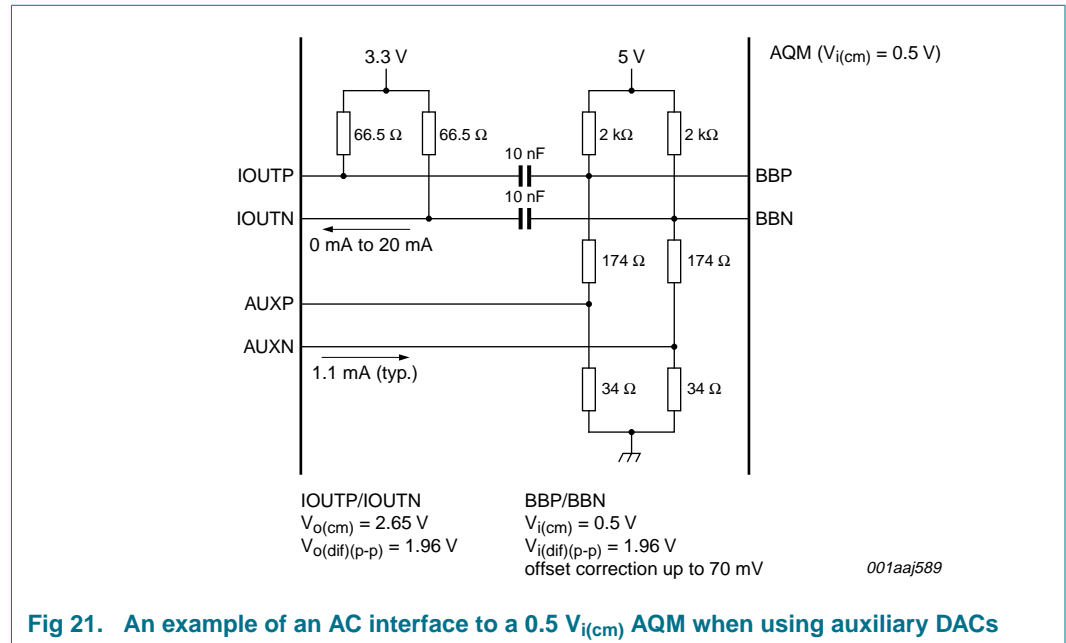 3.3 V
5 V
AQM (Vi(cm) = 0.5 V)
66.5 Ω
66.5 Ω
2 kΩ
2 kΩ
10 nF
IOUTP
BBP
10 nF
IOUTN
BBN
0 mA to 20 mA
174 Ω
174 Ω
AUXP
AUXN
1.1 mA (typ.)
34 Ω
34 Ω
IOUTP/IOUTN
Vo(cm) = 2.65 V
Vo(dif)(p-p) = 1.96 V
BBP/BBN
Vi(cm) = 0.5 V
Vi(dif)(p-p) = 1.96 V
offset correction up to 70 mV
001aaj589
Fig 21. An example of an AC interface to a 0.5 Vi(cm) AQM when using auxiliary DACs